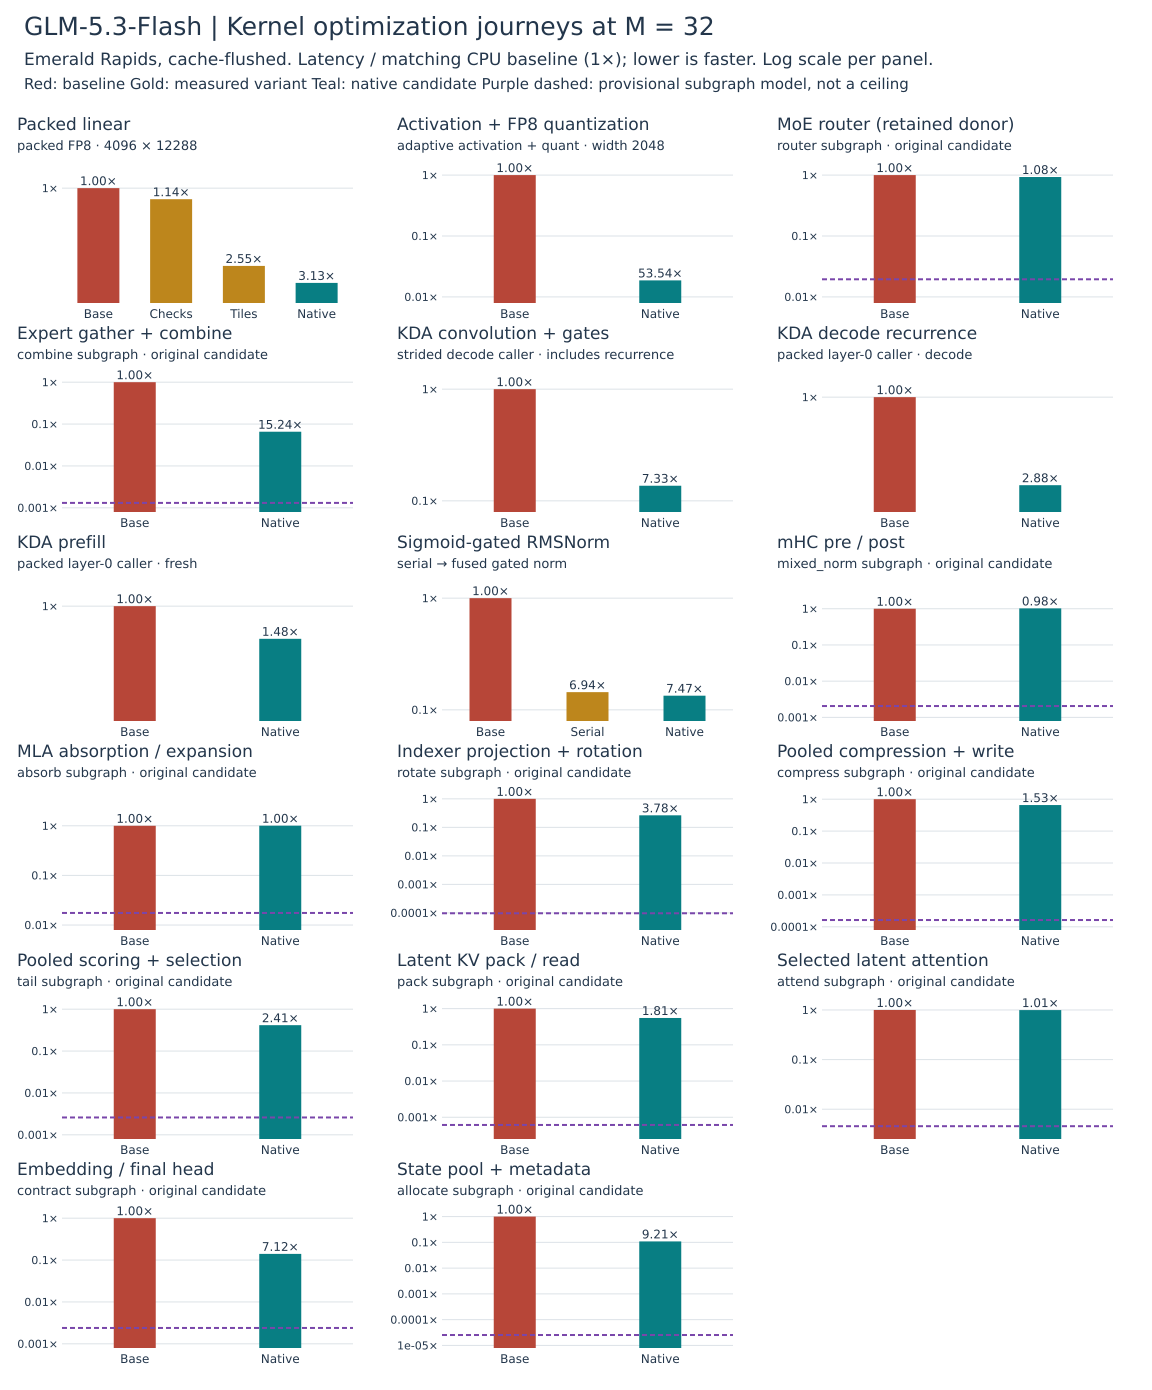 GLM-5.3-Flash | Kernel optimization journeys at M = 32
Emerald Rapids, cache-flushed. Latency / matching CPU baseline (1×); lower is faster. Log scale per panel.
Red: baseline Gold: measured variant Teal: native candidate Purple dashed: provisional subgraph model, not a ceiling
Packed linear
packed FP8 · 4096 × 12288
1×
1.00×
1.14×
2.55×
3.13×
Base
Checks
Tiles
Native
Activation + FP8 quantization
adaptive activation + quant · width 2048
1×
0.1×
0.01×
1.00×
53.54×
Base
Native
MoE router (retained donor)
router subgraph · original candidate
1×
0.1×
0.01×
1.00×
1.08×
Base
Native
Expert gather + combine
combine subgraph · original candidate
1×
0.1×
0.01×
0.001×
1.00×
15.24×
Base
Native
KDA convolution + gates
strided decode caller · includes recurrence
1×
0.1×
1.00×
7.33×
Base
Native
KDA decode recurrence
packed layer-0 caller · decode
1×
1.00×
2.88×
Base
Native
KDA prefill
packed layer-0 caller · fresh
1×
1.00×
1.48×
Base
Native
Sigmoid-gated RMSNorm
serial → fused gated norm
1×
0.1×
1.00×
6.94×
7.47×
Base
Serial
Native
mHC pre / post
mixed_norm subgraph · original candidate
1×
0.1×
0.01×
0.001×
1.00×
0.98×
Base
Native
MLA absorption / expansion
absorb subgraph · original candidate
1×
0.1×
0.01×
1.00×
1.00×
Base
Native
Indexer projection + rotation
rotate subgraph · original candidate
1×
0.1×
0.01×
0.001×
0.0001×
1.00×
3.78×
Base
Native
Pooled compression + write
compress subgraph · original candidate
1×
0.1×
0.01×
0.001×
0.0001×
1.00×
1.53×
Base
Native
Pooled scoring + selection
tail subgraph · original candidate
1×
0.1×
0.01×
0.001×
1.00×
2.41×
Base
Native
Latent KV pack / read
pack subgraph · original candidate
1×
0.1×
0.01×
0.001×
1.00×
1.81×
Base
Native
Selected latent attention
attend subgraph · original candidate
1×
0.1×
0.01×
1.00×
1.01×
Base
Native
Embedding / final head
contract subgraph · original candidate
1×
0.1×
0.01×
0.001×
1.00×
7.12×
Base
Native
State pool + metadata
allocate subgraph · original candidate
1×
0.1×
0.01×
0.001×
0.0001×
1e-05×
1.00×
9.21×
Base
Native